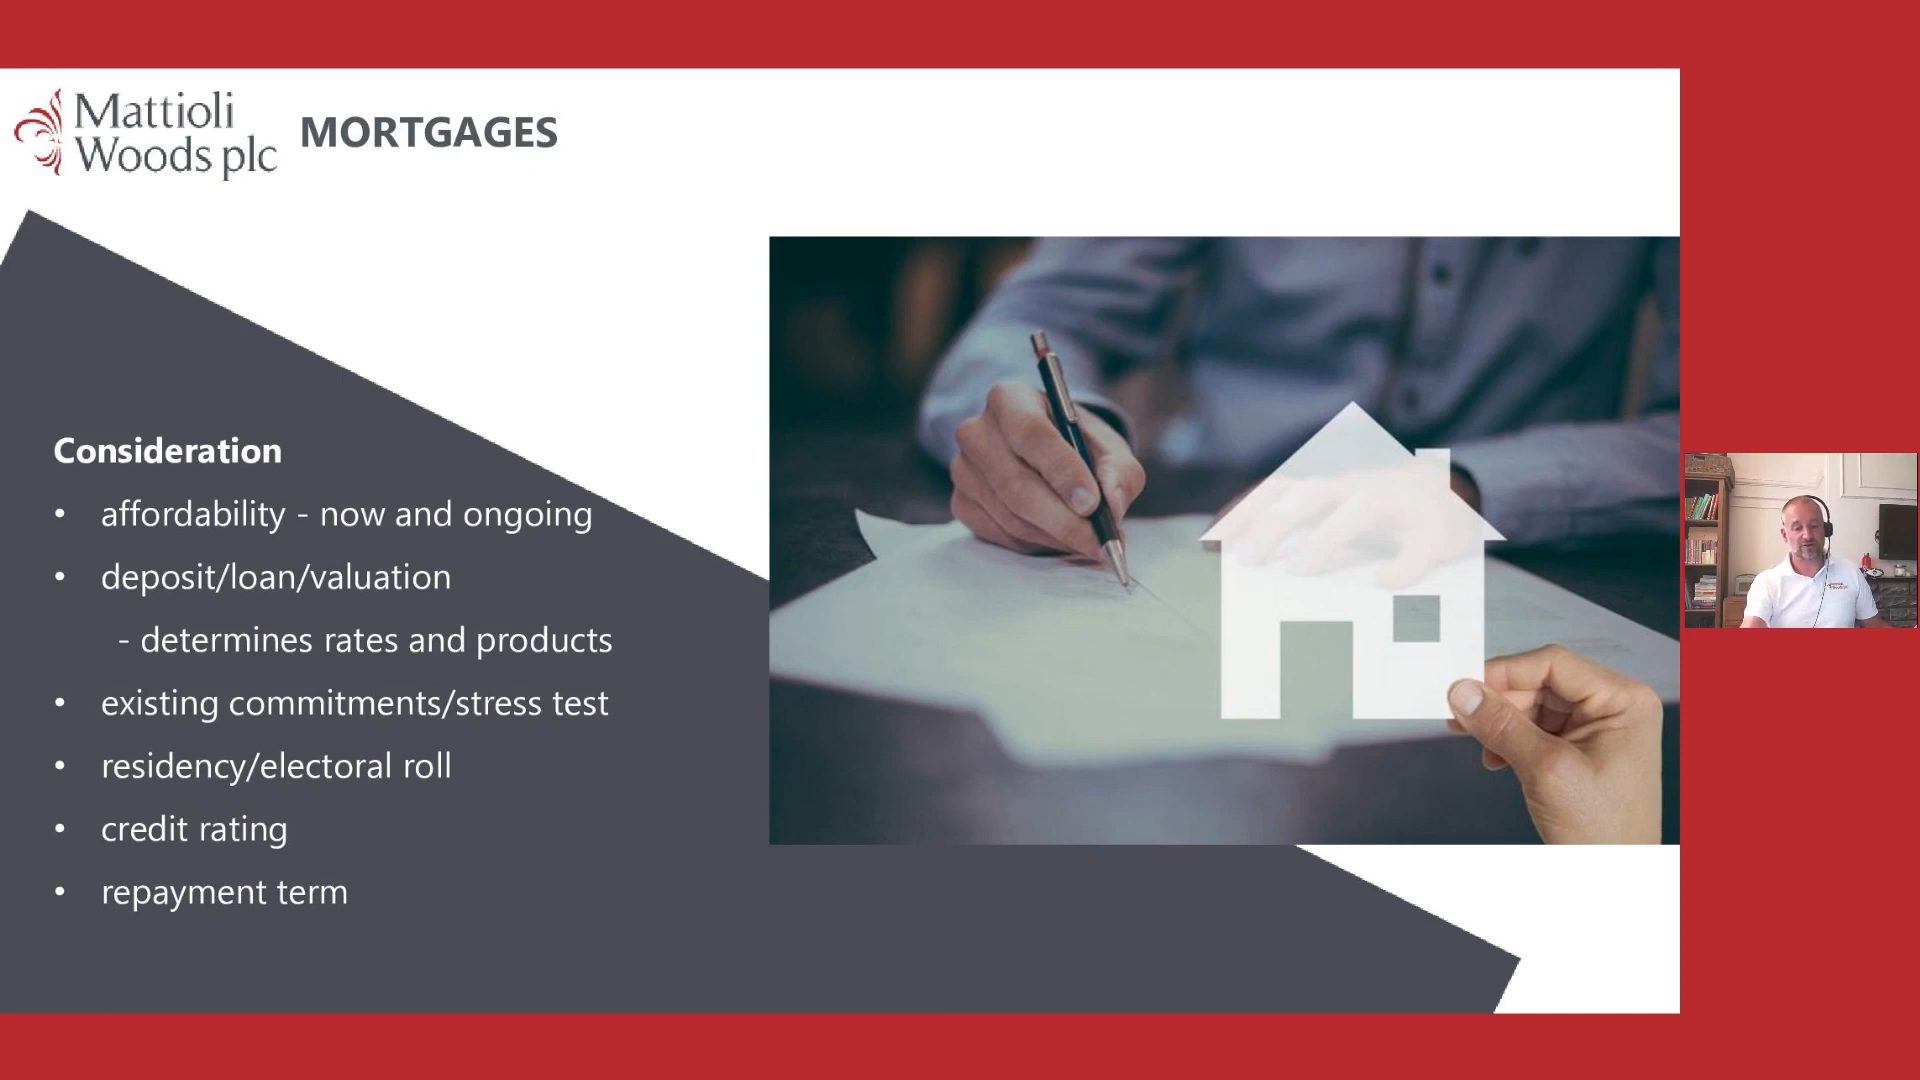 Mattioli
Woods plc
MORTGAGES
Consideration
• affordability - now and ongoing
• deposit/loan/valuation
- determines rates and products
• existing commitments/stress test
• residency/electoral roll
• credit rating
• repayment term